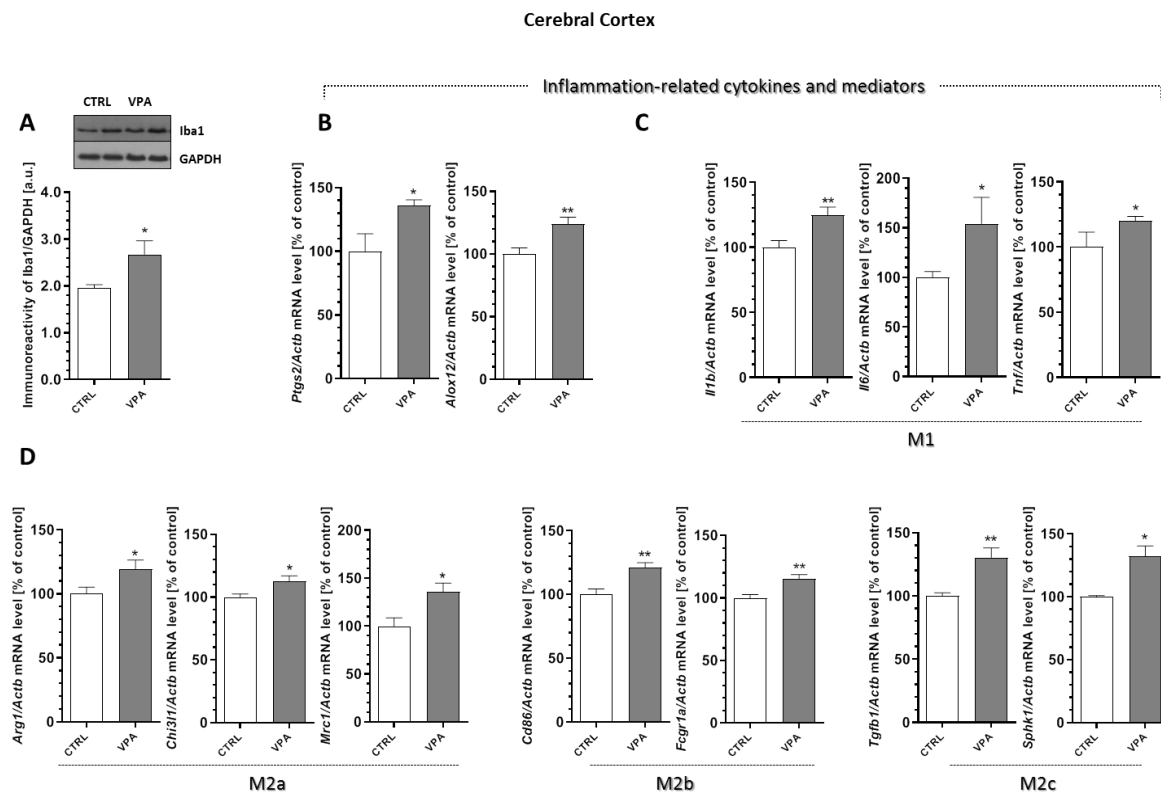 Cerebral Cortex
Inflammation-related cytokines and mediators
A
CTRL VPA
Iba1
GAPDH
Immunoreactivity of Iba1/GAPDH [a.u.]
4.0
3.0
2.0
1.0
0.0
*
CTRL VPA
B
Ptgs2/Actb mRNA level [% of control]
150
100
50
0
*
CTRL VPA
Alox12/Actb mRNA level [% of control]
150
100
50
0
**
CTRL VPA
C
Il1b/Actb mRNA level [% of control]
150
100
50
0
**
CTRL VPA
Il6/Actb mRNA level [% of control]
200
150
100
50
0
*
CTRL VPA
Tnf/Actb mRNA level [% of control]
150
100
50
0
*
CTRL VPA
M1
D
Arg1/Actb mRNA level [% of control]
150
100
50
0
*
CTRL VPA
Chi3l1/Actb mRNA level [% of control]
150
100
50
0
*
CTRL VPA
Mrc1/Actb mRNA level [% of control]
200
150
100
50
0
*
CTRL VPA
M2a
Cd86/Actb mRNA level [% of control]
150
100
50
0
**
CTRL VPA
Fcgr1a/Actb mRNA level [% of control]
150
100
50
0
**
CTRL VPA
M2b
Tgfb1/Actb mRNA level [% of control]
150
100
50
0
**
CTRL VPA
Sphk1/Actb mRNA level [% of control]
150
100
50
0
*
CTRL VPA
M2c